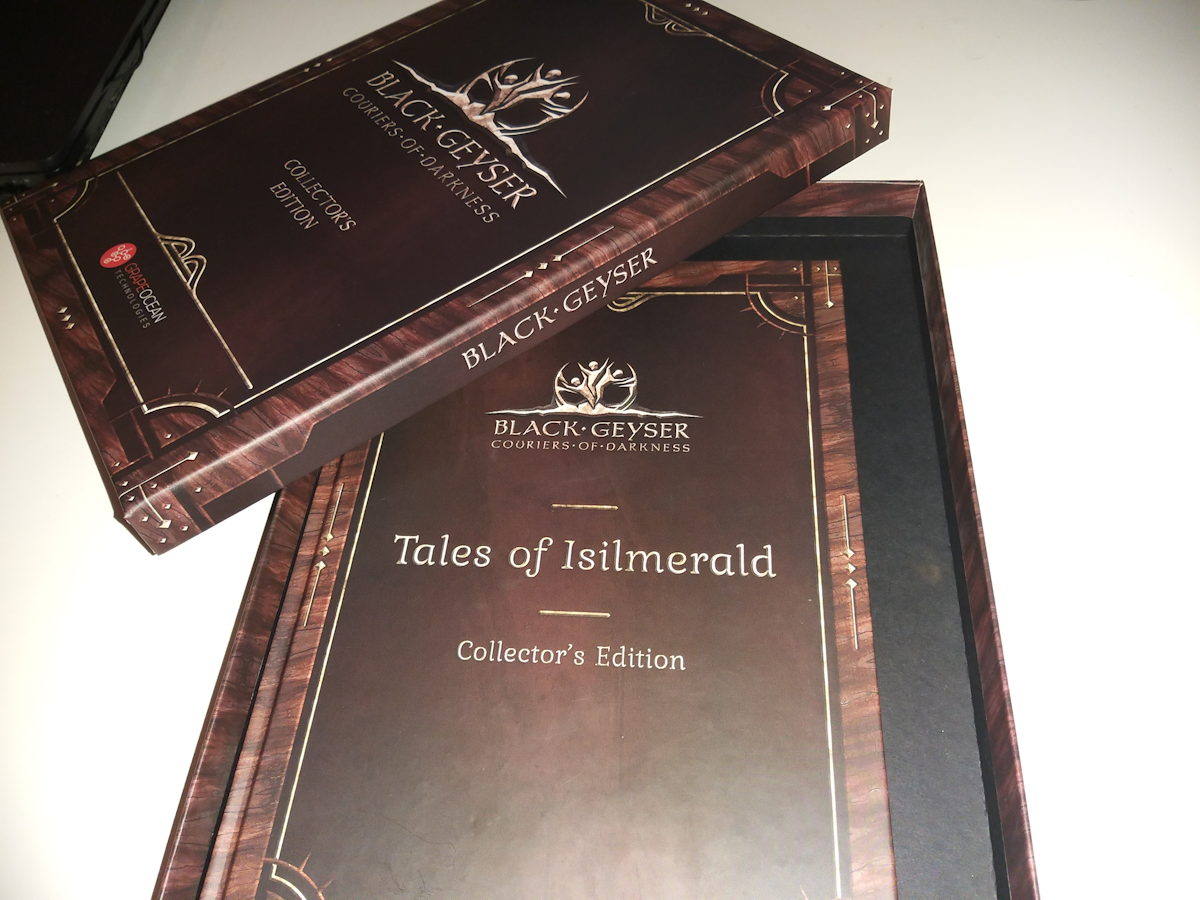 BLACK·GEYSER
COURIERS·OF·DARKNESS
COLLECTOR'S
EDITION
GRAPEOCEAN
TECHNOLOGIES
BLACK·GEYSER
BLACK·GEYSER
COURIERS·OF·DARKNESS
Tales of Isilmerald
Collector's Edition